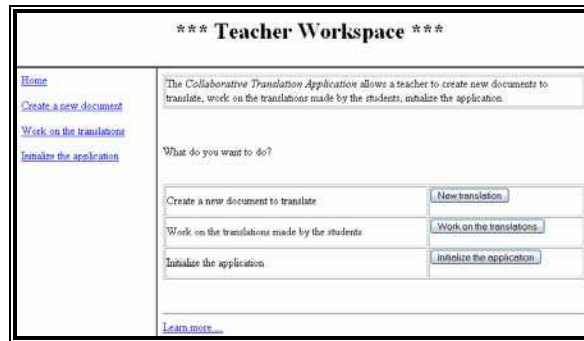 *** Teacher Workspace ***
Home
Create a new document
Work on the translations
Initialize the application
The Collaborative Translation Application allows a teacher to create new documents to
translate, work on the translations made by the students, initialize the application.
What do you want to do?
Create a new document to translate
New translation
Work on the translations made by the students
Work on the translations
Initialize the application
Initialize the application
Learn more ...